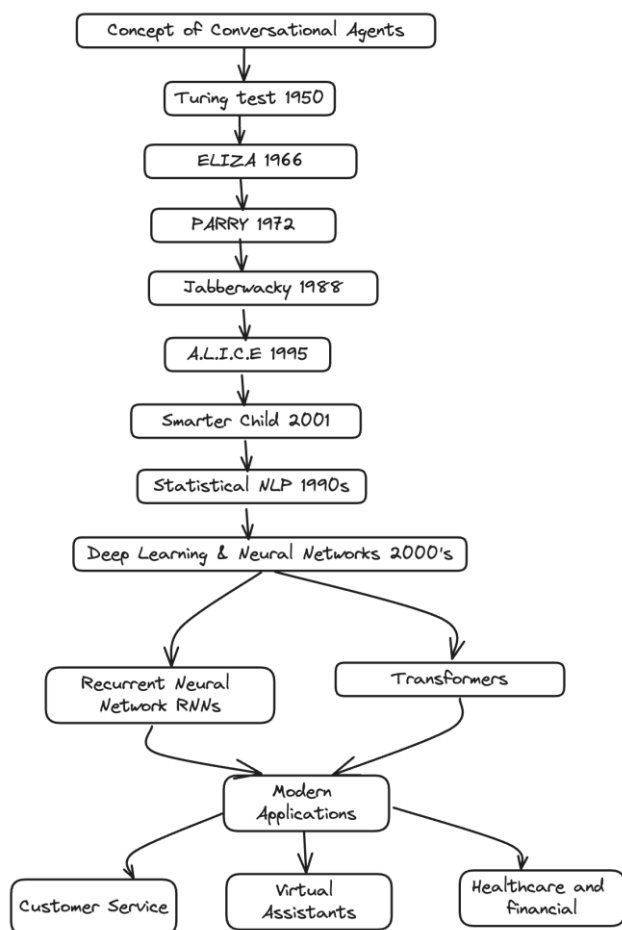 Concept of Conversational Agents
Turing test 1950
ELIZA 1966
PARRY 1972
Jabberwacky 1988
A.L.I.C.E 1995
Smarter Child 2001
Statistical NLP 1990s
Deep Learning & Neural Networks 2000's
Recurrent Neural
Network RNNs
Transformers
Modern
Applications
Customer Service
Virtual
Assistants
Healthcare and
financial